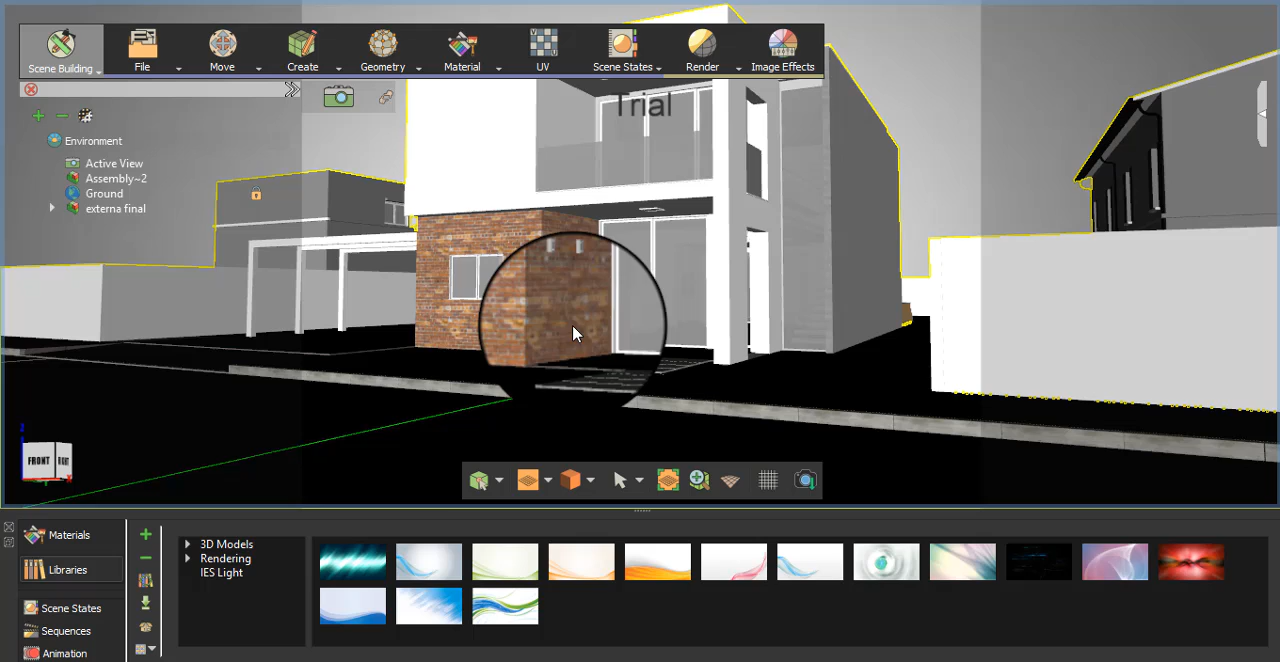 Scene Building
File
Move
Create
Geometry
Material
UV
Scene States
Render
Image Effects
Trial
Environment
Active View
Assembly~2
Ground
externa final
FRONT
Materials
Libraries
Scene States
Sequences
Animation
3D Models
Rendering
IES Light